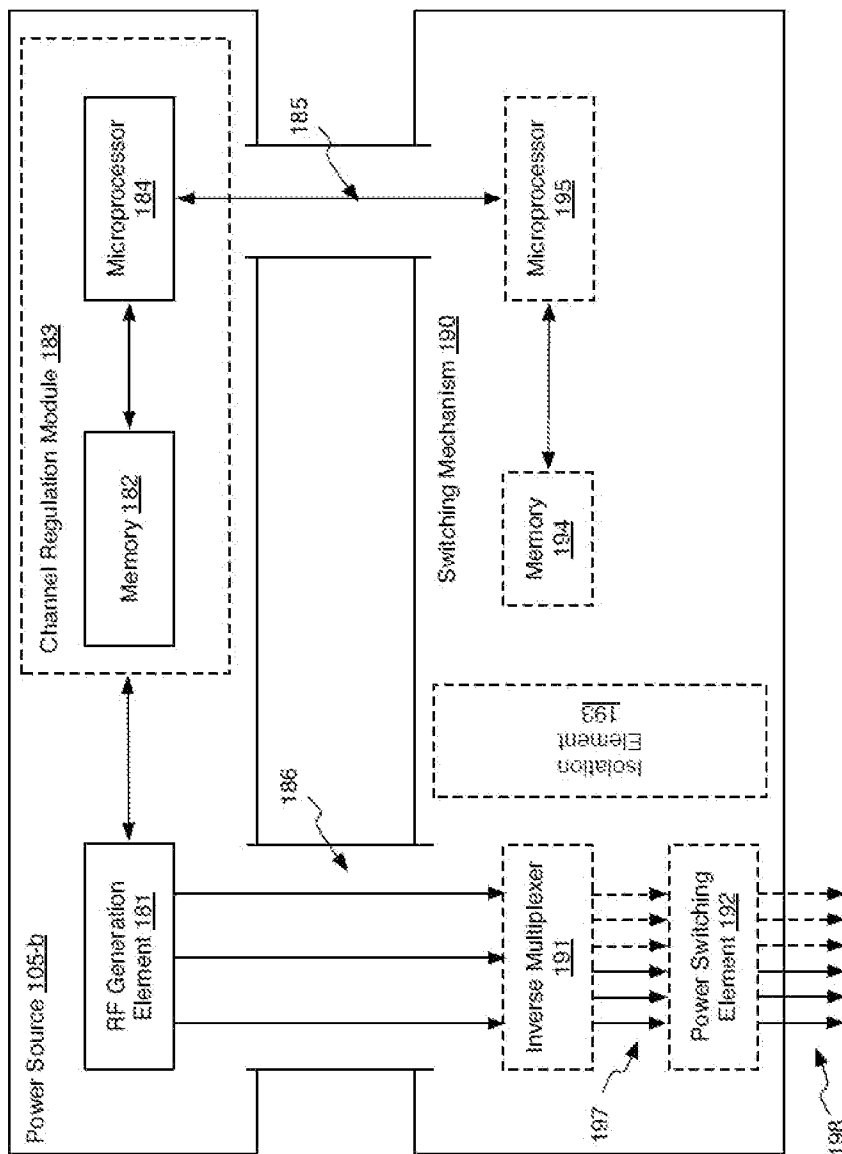 Power Source 105-b
RF Generation
Element 181
Channel Regulation Module 183
Memory 182
Microprocessor
184
186
185
Switching Mechanism 190
Inverse Multiplexer
191
Isolation
Element
193
Memory
194
Microprocessor
195
197
Power Switching
Element 192
198